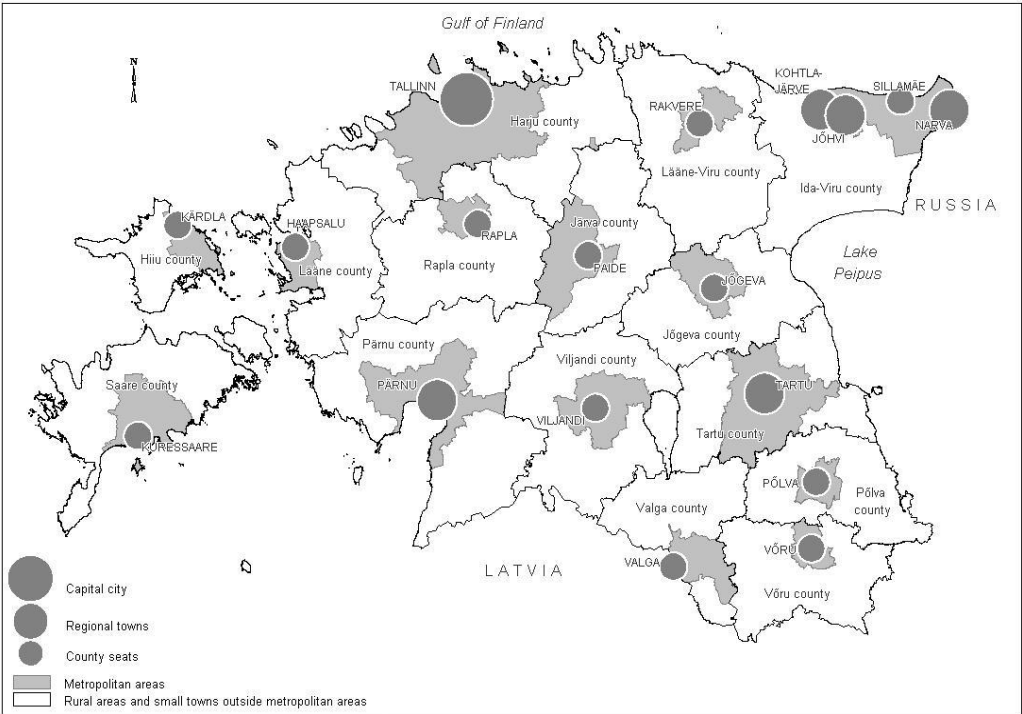 Gulf of Finland
N
TALLINN
Harju county
RAKVERE
Lääne-Viru county
KOHTLA-
JÄRVE
SILLAMÄE
JÕHVI
NARVA
Ida-Viru county
RUSSIA
KÄRDLA
Hiiu county
HAAPSALU
Lääne county
RAPLA
Rapla county
Järva county
PAIDE
Lake
Peipus
JÕGEVA
Jõgeva county
Pärnu county
PÄRNU
Viljandi county
VILJANDI
TARTU
Tartu county
Saare county
KURESSAARE
PÕLVA
Põlva
county
Valga county
VALGA
VÕRU
Võru county
LATVIA
Capital city
Regional towns
County seats
Metropolitan areas
Rural areas and small towns outside metropolitan areas